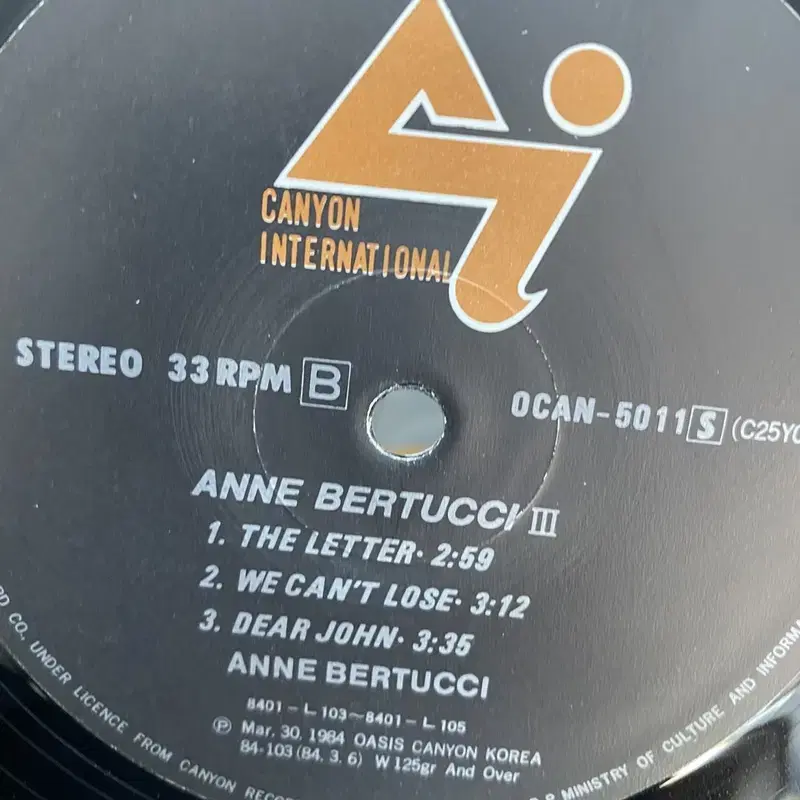 CANYON
INTERNATIONAL
STEREO 33 RPM B
OCAN-5011 S (C25Y
ANNE BERTUCCI III
1. THE LETTER· 2:59
2. WE CAN'T LOSE· 3:12
3. DEAR JOHN· 3:35
ANNE BERTUCCI
8401-L 103~8401-L 105
Ⓟ Mar. 30. 1984 OASIS CANYON KOREA
84-103 (84. 3. 6) W 125gr And Over
CO., UNDER LICENCE FROM CANYON
MINISTRY OF CULTURE AND